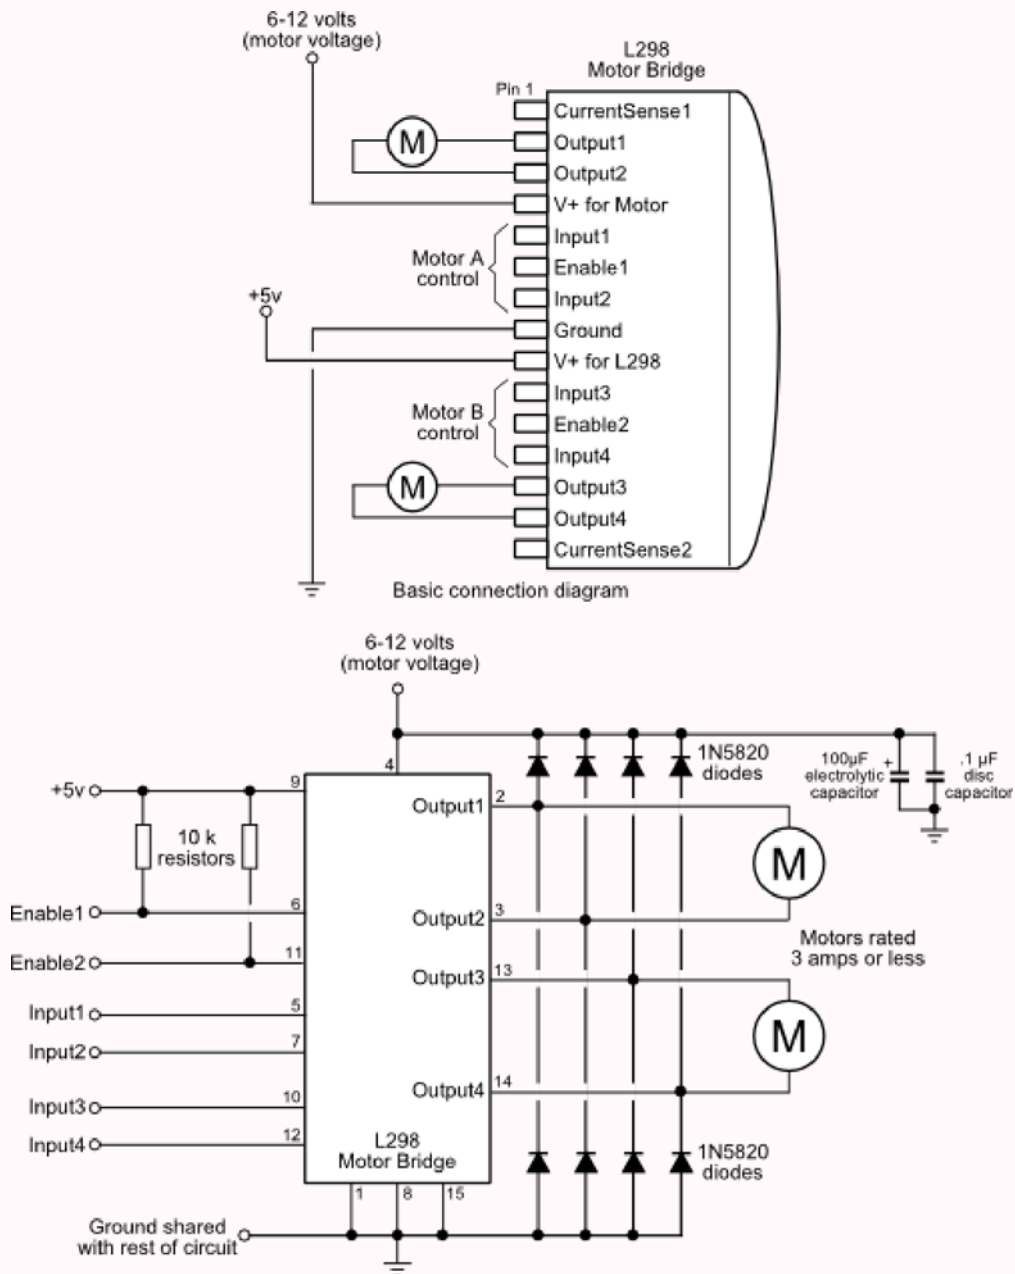 6-12 volts
(motor voltage)
L298
Motor Bridge
Pin 1
CurrentSense1
M
Output1
Output2
V+ for Motor
Motor A
control
Input1
Enable1
Input2
+5v
Ground
V+ for L298
Motor B
control
Input3
Enable2
Input4
M
Output3
Output4
CurrentSense2
Basic connection diagram
6-12 volts
(motor voltage)
4
1N5820
diodes
100µF
electrolytic
capacitor
+
.1 µF
disc
capacitor
+5v
9
10 k
resistors
Output1
2
M
Enable1
6
Output2
3
Enable2
11
Motors rated
3 amps or less
Output3
13
Input1
5
M
Input2
7
Output4
14
Input3
10
Input4
12
L298
Motor Bridge
1N5820
diodes
1
8
15
Ground shared
with rest of circuit